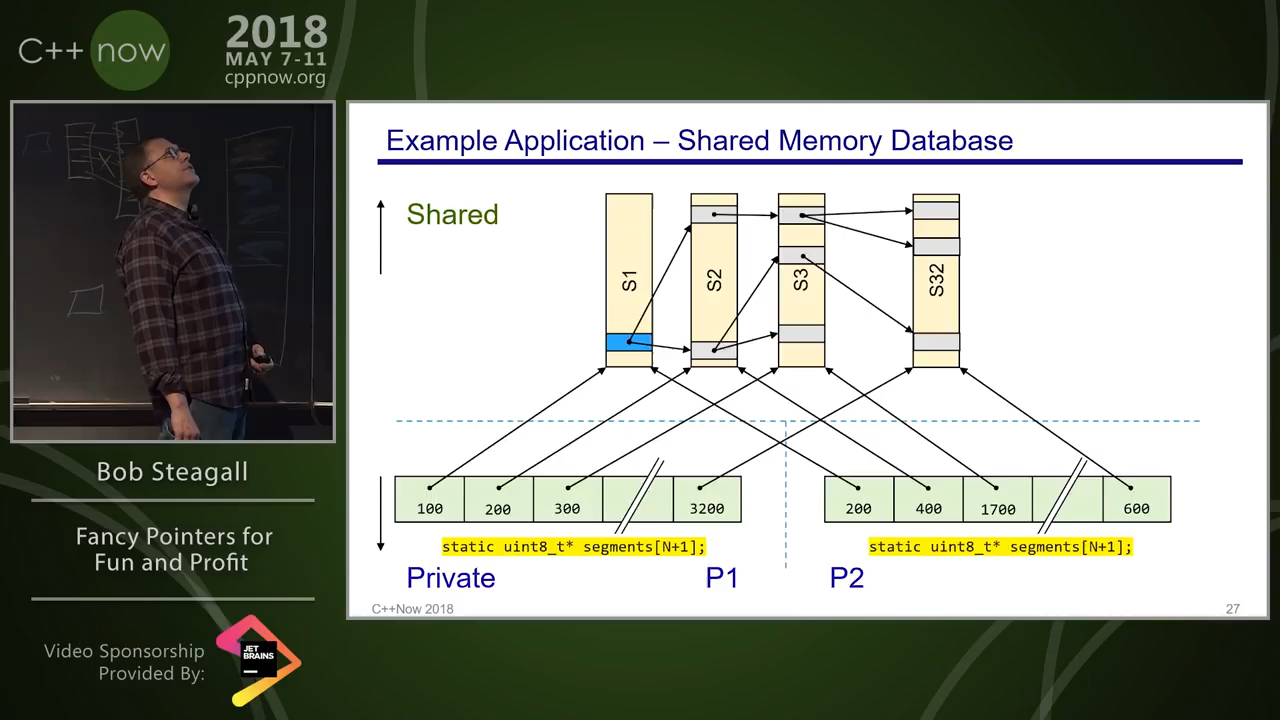 C++ now
2018
MAY 7-11
cppnow.org
Example Application – Shared Memory Database
Shared
S1
S2
S3
S32
100
200
300
3200
200
400
1700
600
static uint8_t* segments[N+1];
static uint8_t* segments[N+1];
Private
P1
P2
C++Now 2018
27
Bob Steagall
Fancy Pointers for
Fun and Profit
Video Sponsorship
Provided By:
JET
BRAINS